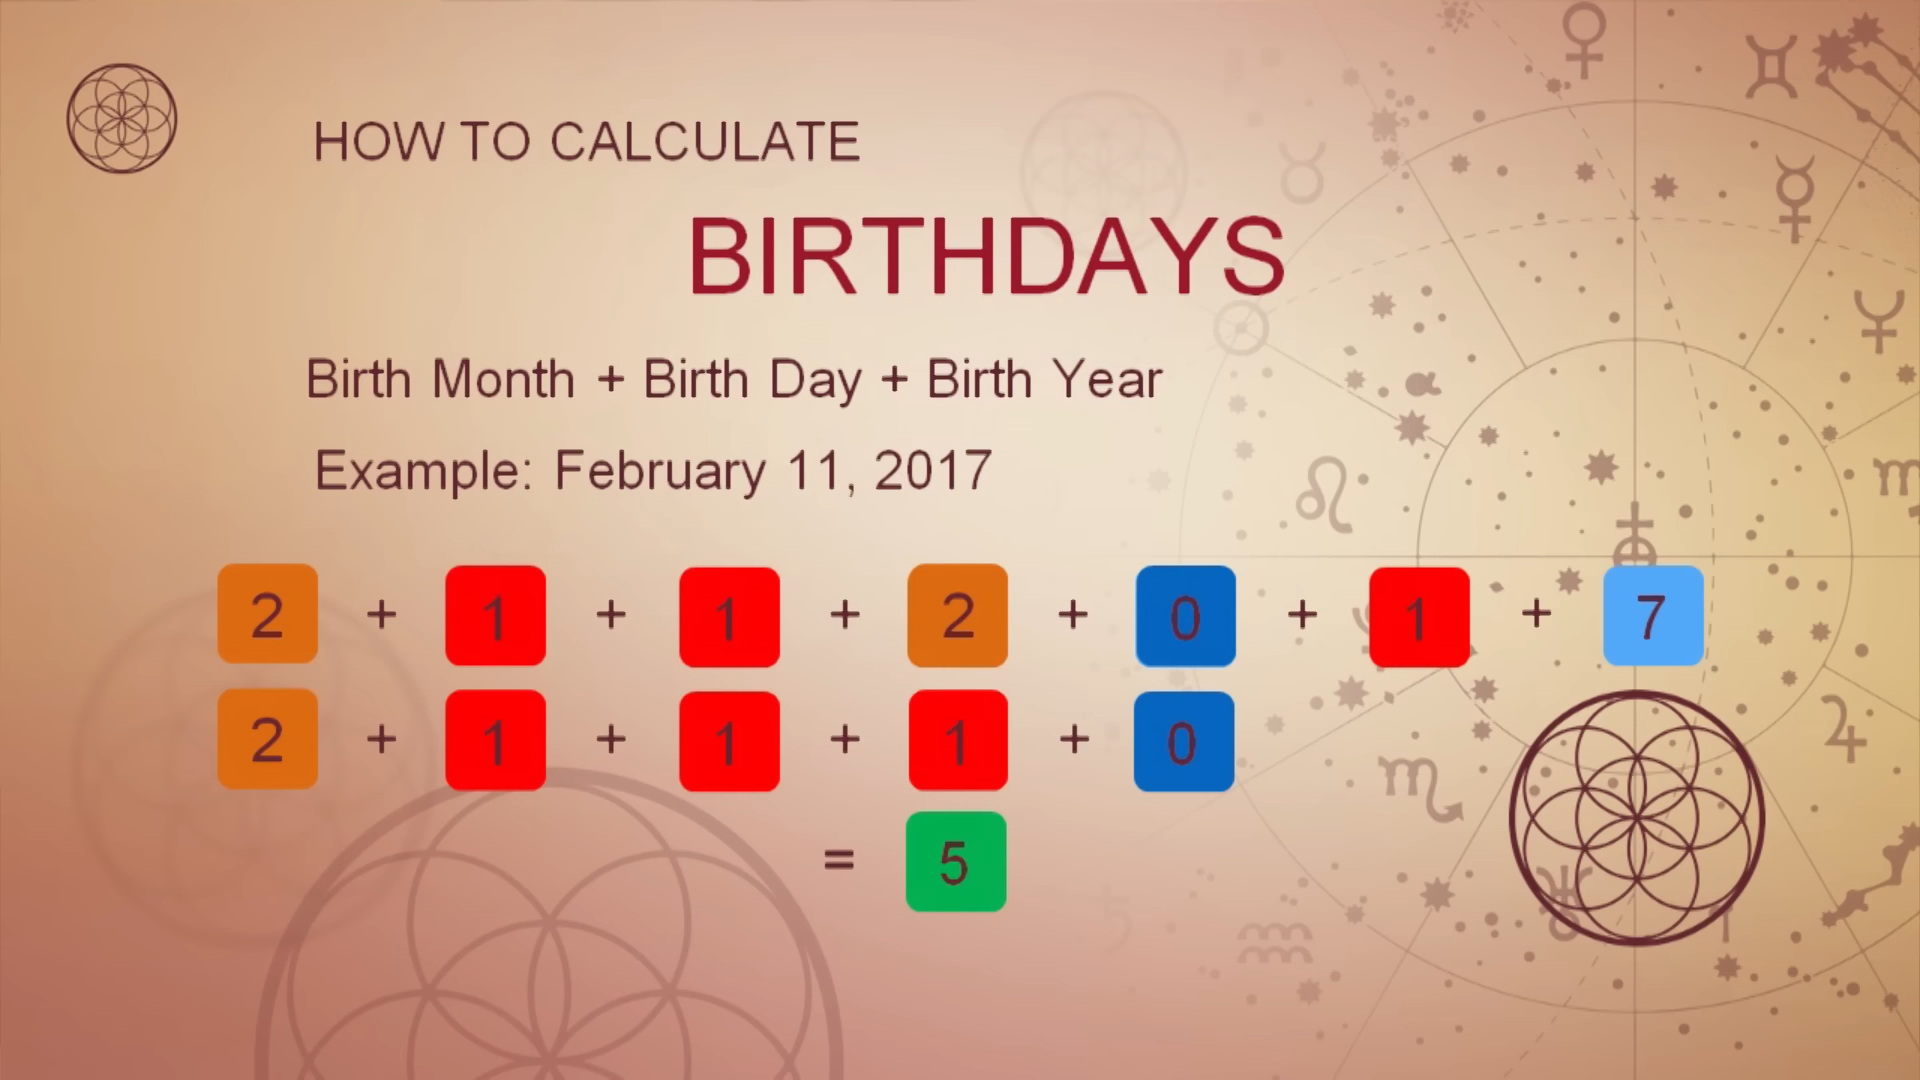 HOW TO CALCULATE
BIRTHDAYS
Birth Month + Birth Day + Birth Year
Example: February 11, 2017
2 + 1 + 1 + 2 + 0 + 1 + 7
2 + 1 + 1 + 1 + 0
= 5